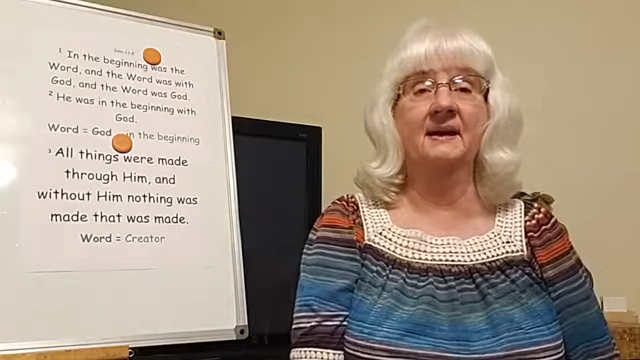 John 1:1-5
1 In the beginning was the
Word, and the Word was with
God, and the Word was God.
2 He was in the beginning with
God.
Word = God in the beginning
3 All things were made
through Him, and
without Him nothing was
made that was made.
Word = Creator